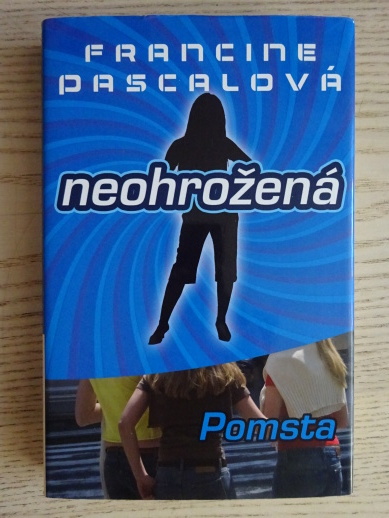 FRANCINE
PASCALOVÁ
neohrožená
Pomsta